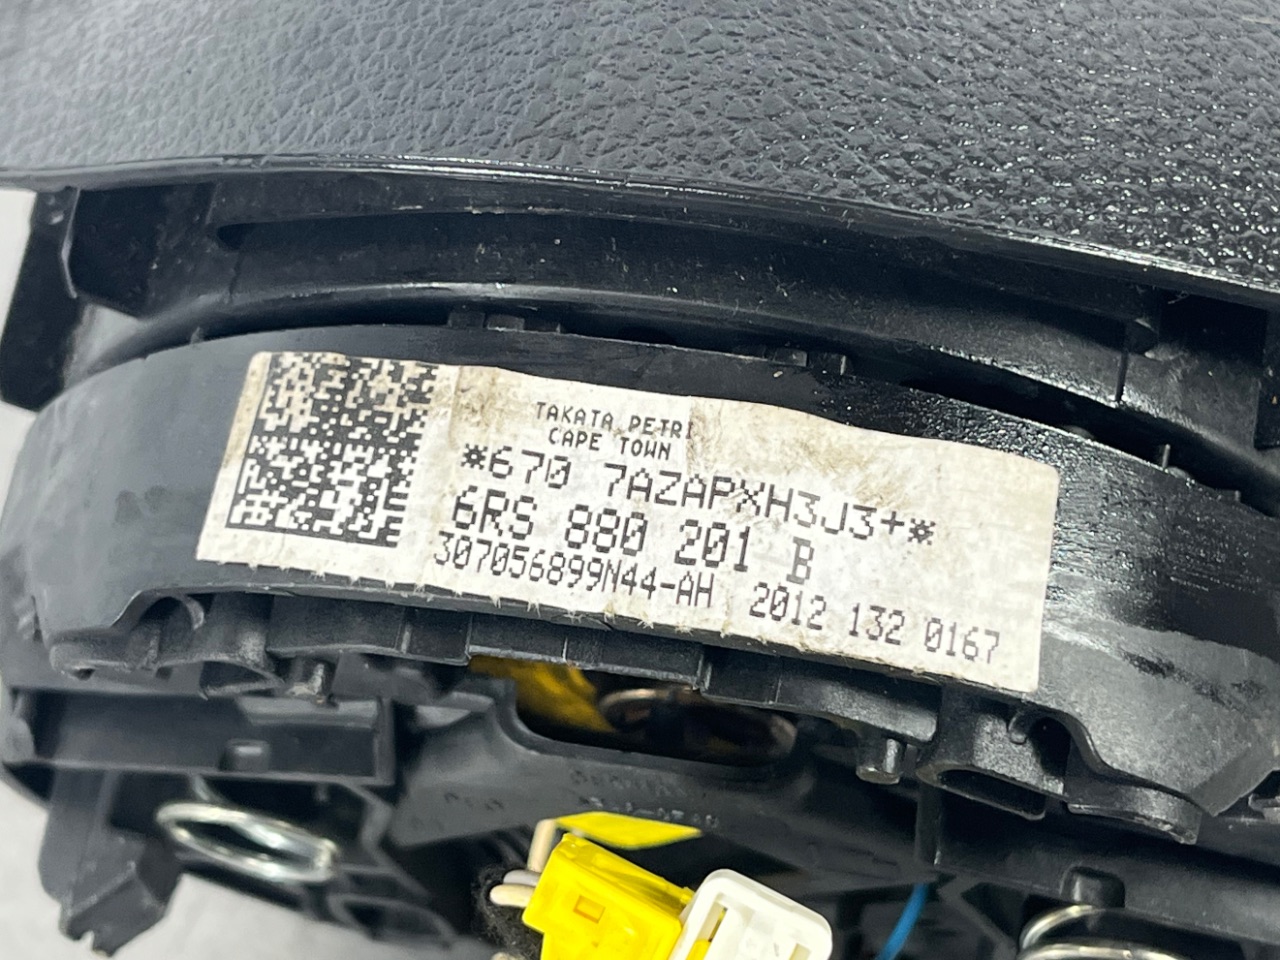 TAKATA PETRI
CAPE TOWN
*670 7AZAPXH3J3+*
6RS 880 201 B
307056899N44-AH 2012 132 0167